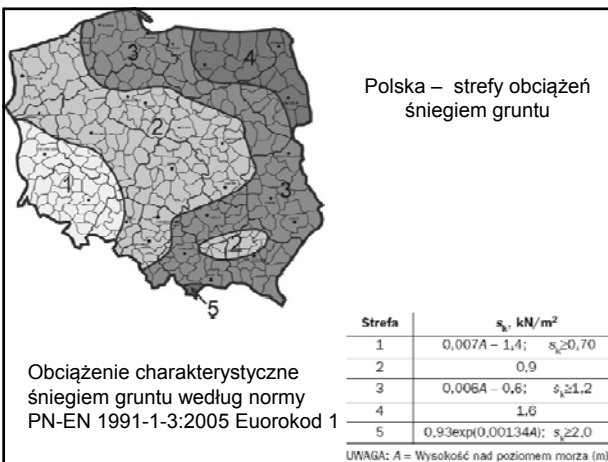 3
4
2
1
3
2
5
Polska – strefy obciążeń
śniegiem gruntu
Obciążenie charakterystyczne
śniegiem gruntu według normy
PN-EN 1991-1-3:2005 Euorokod 1
Strefa sₖ, kN/m²
1 0,007A – 1,4; sₖ≥0,70
2 0,9
3 0,006A – 0,6; sₖ≥1,2
4 1,6
5 0,93exp(0,00134A); sₖ≥2,0
UWAGA: A = Wysokość nad poziomem morza (m)